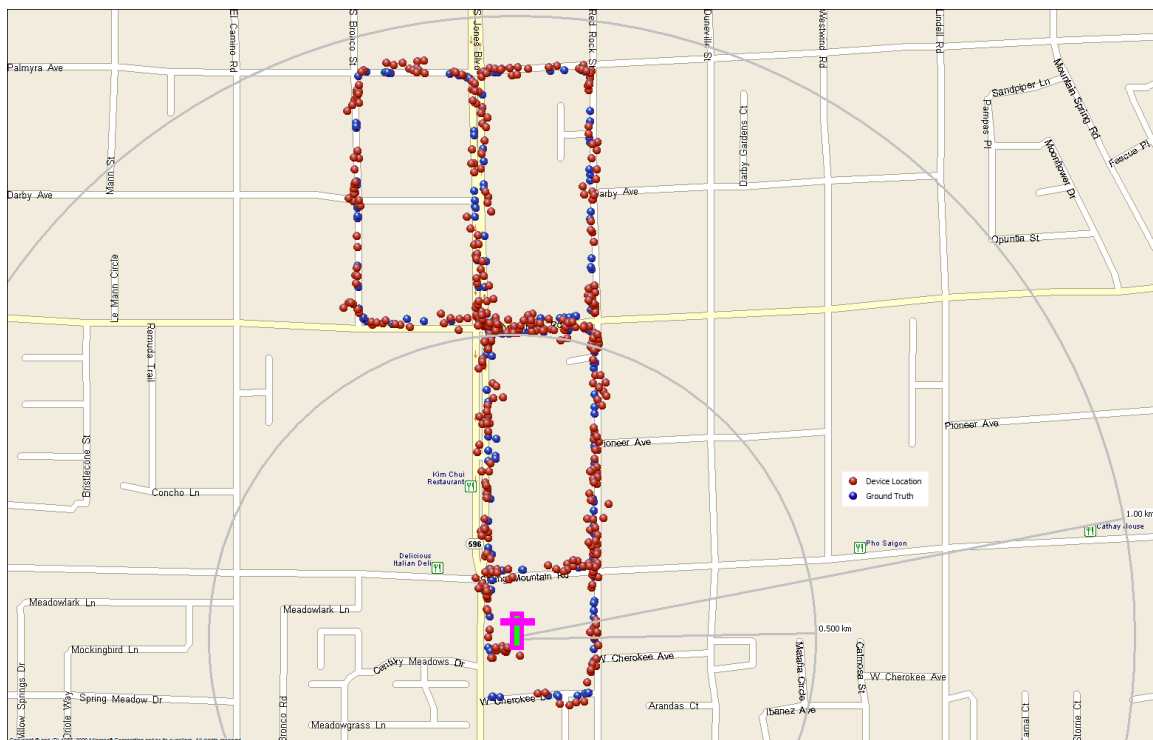 El Camino Rd
S Bronco St
S Jones Blvd
Red Rock St
Duneville St
Westwind Rd
Lindell Rd
Palmyra Ave
Mountain Spring Rd
Sandpiper Ln
Pampas Pl
Darby Gardens Ct
Moonflower Dr
Fescue Pl
Mann St
Darby Ave
Darby Ave
Opuntia St
Le Mann Circle
Remuda Trail
Pioneer Ave
Pioneer Ave
Bristlecone St
Kim Chui
Restaurant
Concho Ln
Device Location
Ground Truth
1.00 km
Cathay House
596
Pho Saigon
Delicious
Italian Deli
Spring Mountain Rd
Meadowlark Ln
Meadowlark Ln
0.500 km
Mockingbird Ln
Century Meadows Dr
W Cherokee Ave
Matalia Circle
Catmosa St
W Cherokee Ave
Willow Springs Dr
Oriole Way
Spring Meadow Dr
Bronco Rd
W Cherokee
Arandas Ct
Ibanez Ave
Meadowgrass Ln
Storne Ct